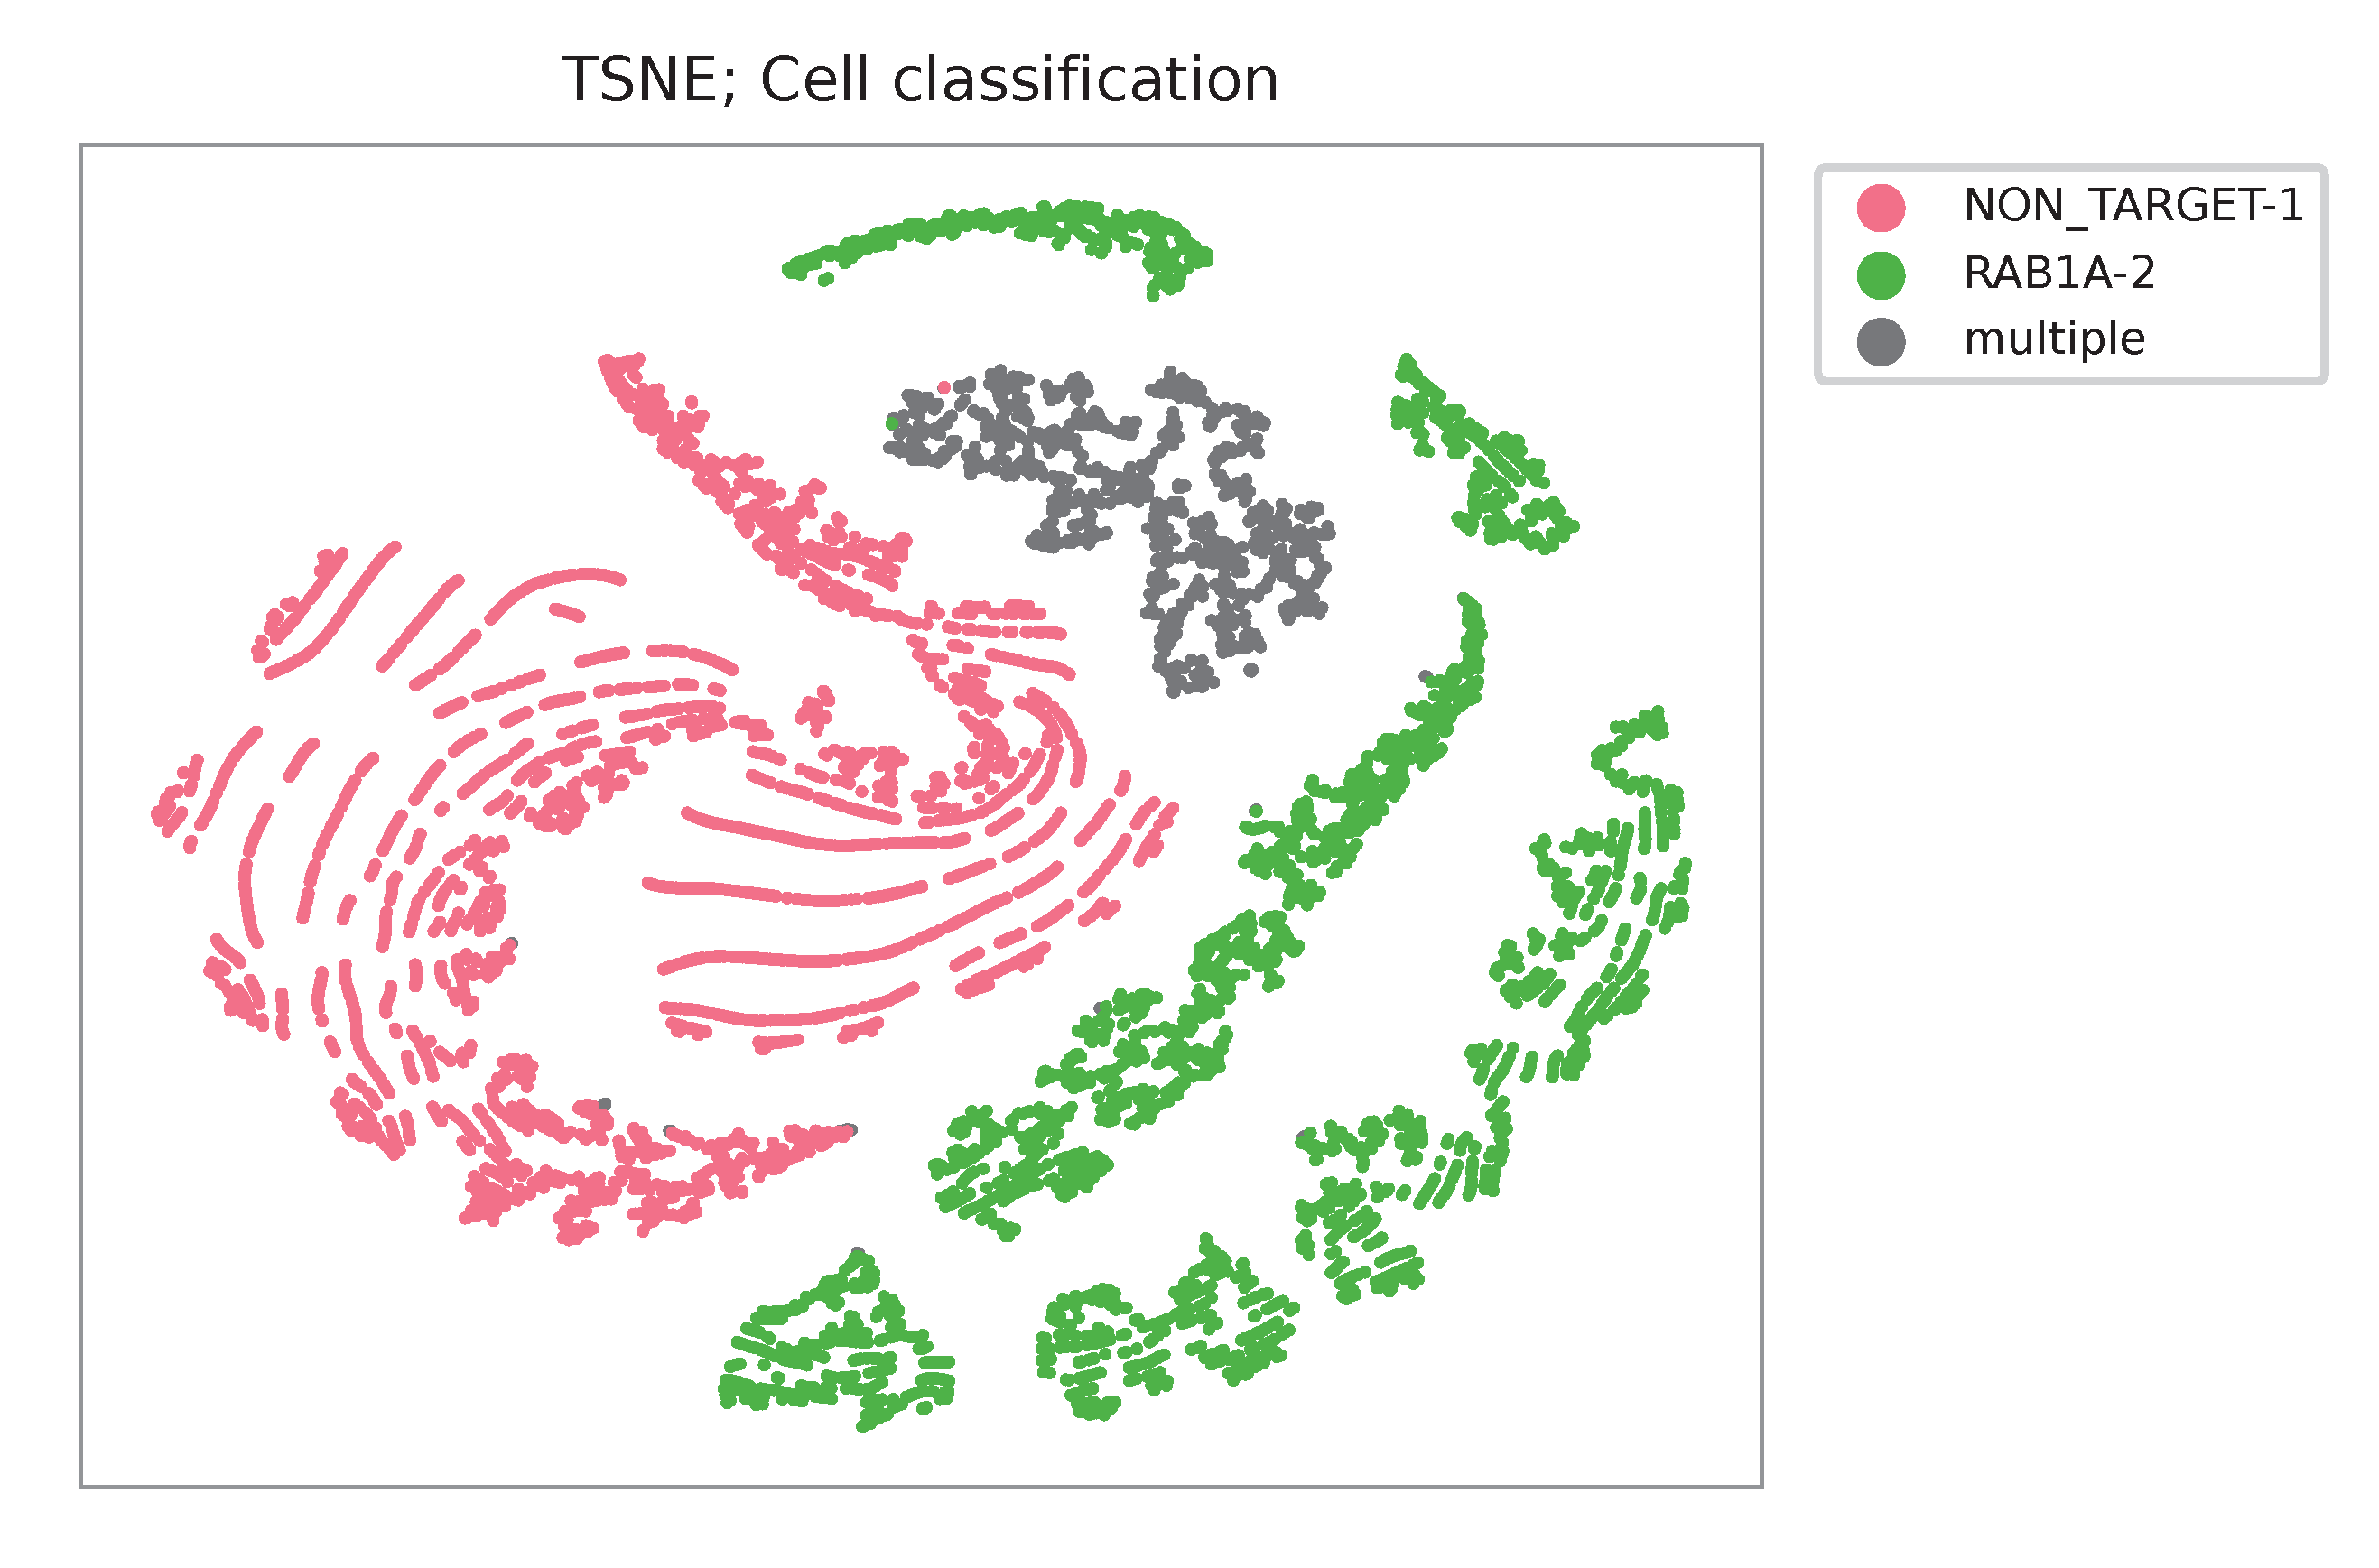 TSNE; Cell classification
NON_TARGET-1
RAB1A-2
multiple